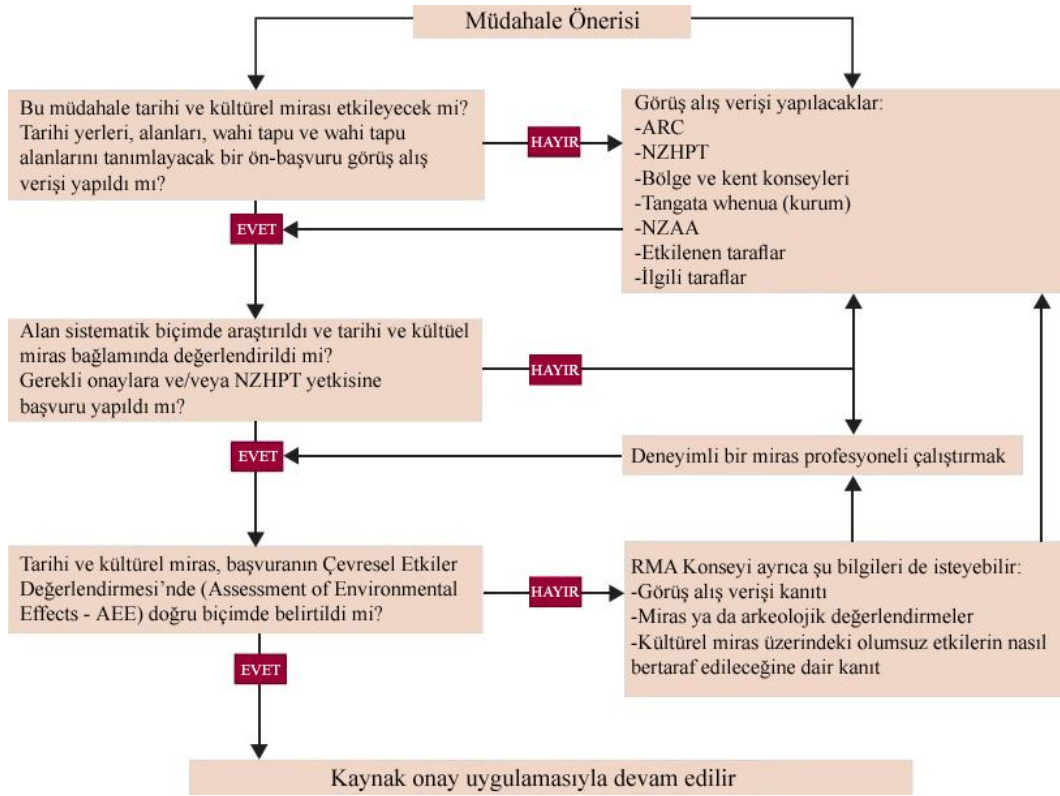 Müdahale Önerisi
Bu müdahale tarihi ve kültürel mirası etkileyecek mi?
Tarihi yerleri, alanları, wahi tapu ve wahi tapu
alanlarını tanımlayacak bir ön-başvuru görüş alış
verişi yapıldı mı?
HAYIR
Görüş alış verişi yapılacaklar:
-ARC
-NZHPT
-Bölge ve kent konseyleri
-Tangata whenua (kurum)
-NZAA
-Etkilenen taraflar
-İlgili taraflar
EVET
Alan sistematik biçimde araştırıldı ve tarihi ve kültüel
miras bağlamında değerlendirildi mi?
Gerekli onaylara ve/veya NZHPT yetkisine
başvuru yapıldı mı?
HAYIR
EVET
Deneyimli bir miras profesyoneli çalıştırmak
Tarihi ve kültürel miras, başvuranın Çevresel Etkiler
Değerlendirmesi’nde (Assessment of Environmental
Effects - AEE) doğru biçimde belirtildi mi?
HAYIR
RMA Konseyi ayrıca şu bilgileri de isteyebilir:
-Görüş alış verişi kanıtı
-Miras ya da arkeolojik değerlendirmeler
-Kültürel miras üzerindeki olumsuz etkilerin nasıl
bertaraf edileceğine dair kanıt
EVET
Kaynak onay uygulamasıyla devam edilir